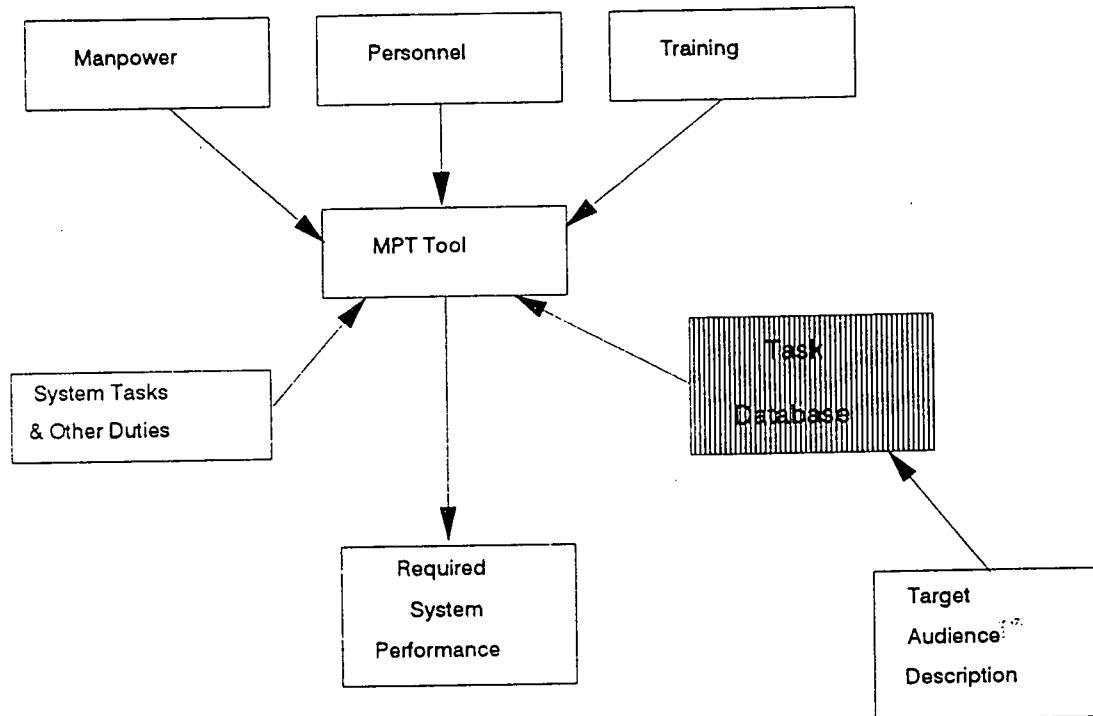 Manpower
Personnel
Training
MPT Tool
System Tasks
& Other Duties
Task
Database
Required
System
Performance
Target
Audience
Description